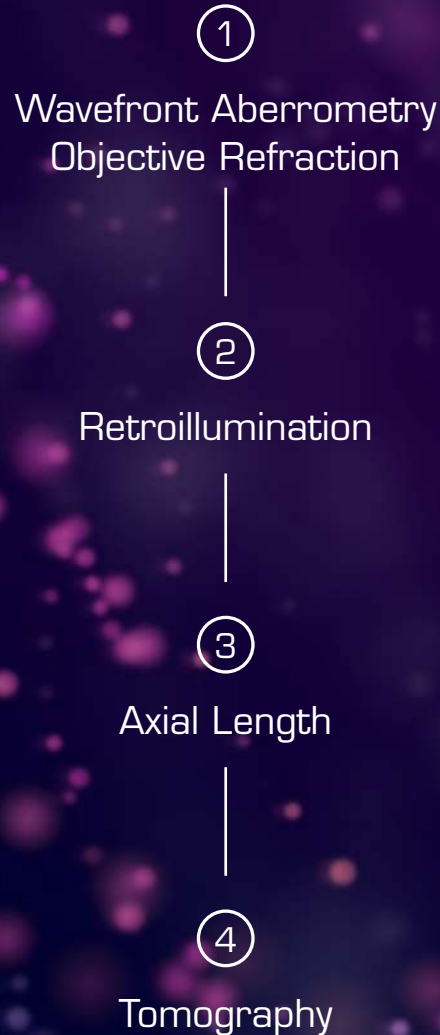 1
Wavefront Aberrometry
Objective Refraction
2
Retroillumination
3
Axial Length
4
Tomography